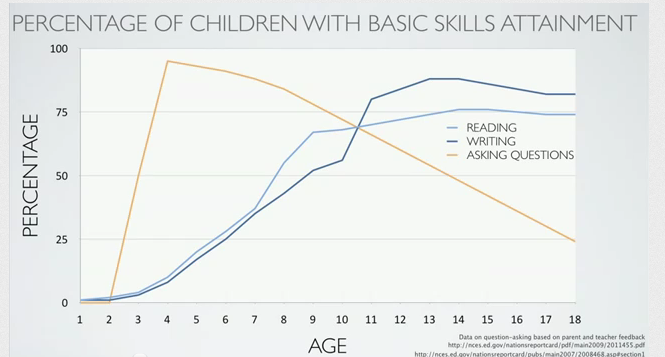 PERCENTAGE OF CHILDREN WITH BASIC SKILLS ATTAINMENT
100
75
50
25
0
PERCENTAGE
READING
WRITING
ASKING QUESTIONS
1 2 3 4 5 6 7 8 9 10 11 12 13 14 15 16 17 18
AGE
Data on question-asking based on parent and teacher feedback
http://nces.ed.gov/nationsreportcard/pdf/main2009/2011455.pdf
http://nces.ed.gov/nationsreportcard/pubs/main2007/2008468.asp#section1